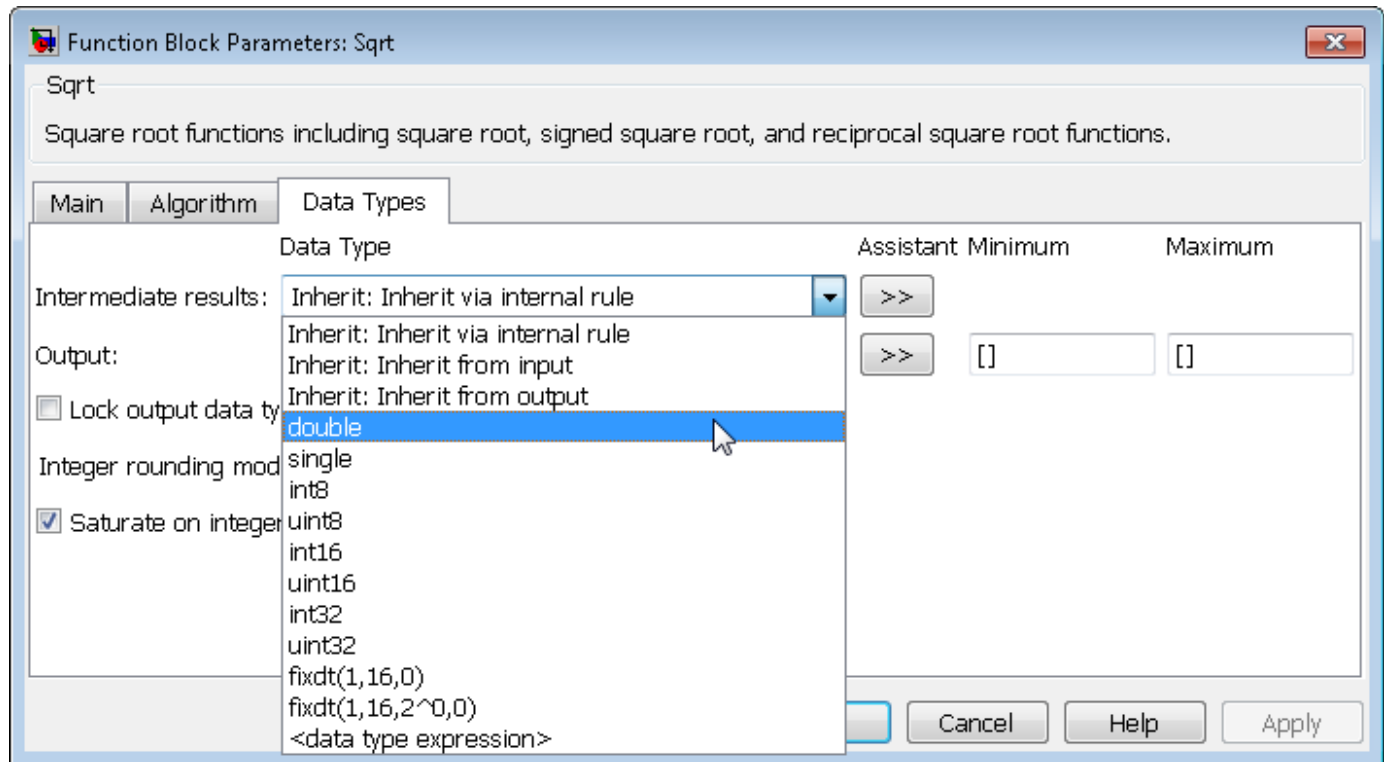 Function Block Parameters: Sqrt
Sqrt
Square root functions including square root, signed square root, and reciprocal square root functions.
Main Algorithm Data Types
Data Type Assistant Minimum Maximum
Intermediate results: Inherit: Inherit via internal rule >>
Inherit: Inherit via internal rule
Output: >> [] []
Inherit: Inherit from input
Inherit: Inherit from output
Lock output data ty
double
single
Integer rounding mod
int8
uint8
Saturate on integer
int16
uint16
int32
uint32
fixdt(1,16,0)
fixdt(1,16,2^0,0)
<data type expression>
Cancel Help Apply